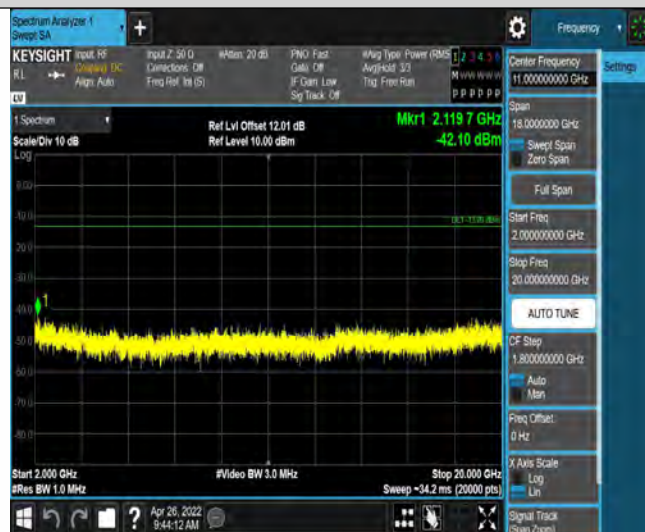 Spectrum Analyzer 1
Swept SA
+
Frequency
KEYSIGHT
Input: RF
Coupling: DC
Align: Auto
RL
LV
Input Z: 50 Ω
Corrections: Off
Freq Ref: Int (S)
#Atten: 20 dB
PNO: Fast
Gate: Off
IF Gain: Low
Sig Track: Off
#Avg Type: Power (RMS
Avg|Hold: 3/3
Trig: Free Run
1 2 3 4 5 6
M W W W W W
P P P P P P
1 Spectrum
Scale/Div 10 dB
Log
Ref Lvl Offset 12.01 dB
Ref Level 10.00 dBm
Mkr1 2.119 7 GHz
-42.10 dBm
0.00
-10.0
-20.0
-30.0
-40.0
-50.0
-60.0
-80.0
1
Start 2.000 GHz
#Res BW 1.0 MHz
#Video BW 3.0 MHz
Stop 20.000 GHz
Sweep ~34.2 ms (20000 pts)
Center Frequency
11.000000000 GHz
Settings
Span
18.0000000 GHz
Swept Span
Zero Span
Full Span
Start Freq
2.000000000 GHz
Stop Freq
20.000000000 GHz
AUTO TUNE
CF Step
1.800000000 GHz
Auto
Man
Freq Offset
0 Hz
X Axis Scale
Log
Lin
Signal Track
(Span Zoom)
?
Apr 26, 2022
9:44:12 AM